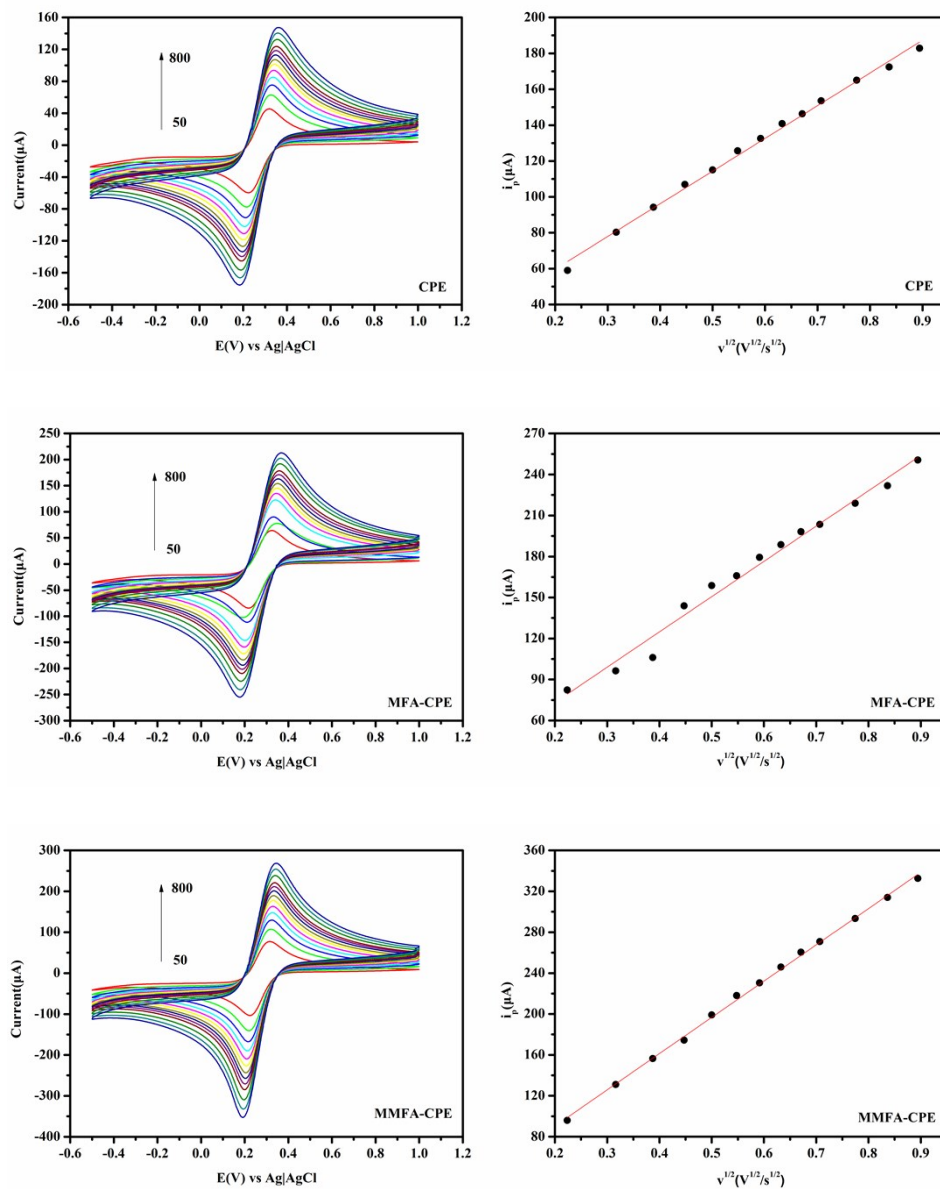 160
120
80
40
0
-40
-80
-120
-160
-200
Current(μA)
800
50
CPE
-0.6 -0.4 -0.2 0.0 0.2 0.4 0.6 0.8 1.0 1.2
E(V) vs Ag|AgCl
200
180
160
140
120
100
80
60
40
ip(μA)
CPE
0.2 0.3 0.4 0.5 0.6 0.7 0.8 0.9
v1/2(V1/2/s1/2)
250
200
150
100
50
0
-50
-100
-150
-200
-250
-300
Current(μA)
800
50
MFA-CPE
-0.6 -0.4 -0.2 0.0 0.2 0.4 0.6 0.8 1.0 1.2
E(V) vs Ag|AgCl
270
240
210
180
150
120
90
60
ip(μA)
MFA-CPE
0.2 0.3 0.4 0.5 0.6 0.7 0.8 0.9
v1/2(V1/2/s1/2)
300
200
100
0
-100
-200
-300
-400
Current(μA)
800
50
MMFA-CPE
-0.6 -0.4 -0.2 0.0 0.2 0.4 0.6 0.8 1.0 1.2
E(V) vs Ag|AgCl
360
320
280
240
200
160
120
80
ip(μA)
MMFA-CPE
0.2 0.3 0.4 0.5 0.6 0.7 0.8 0.9
v1/2(V1/2/s1/2)